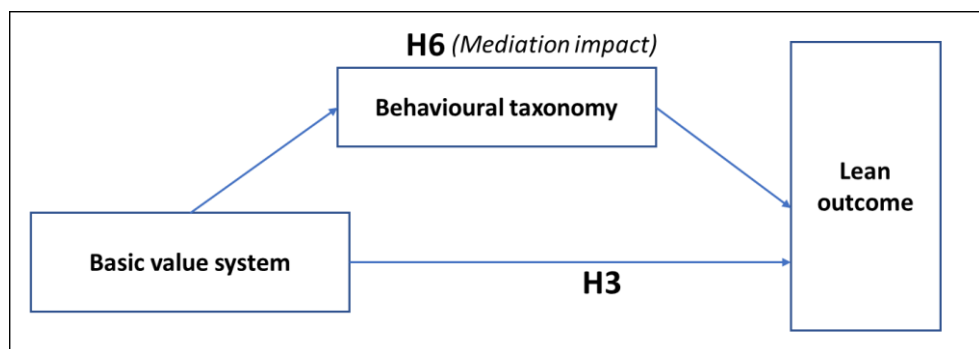 H6 (Mediation impact)
Behavioural taxonomy
Lean
outcome
Basic value system
H3